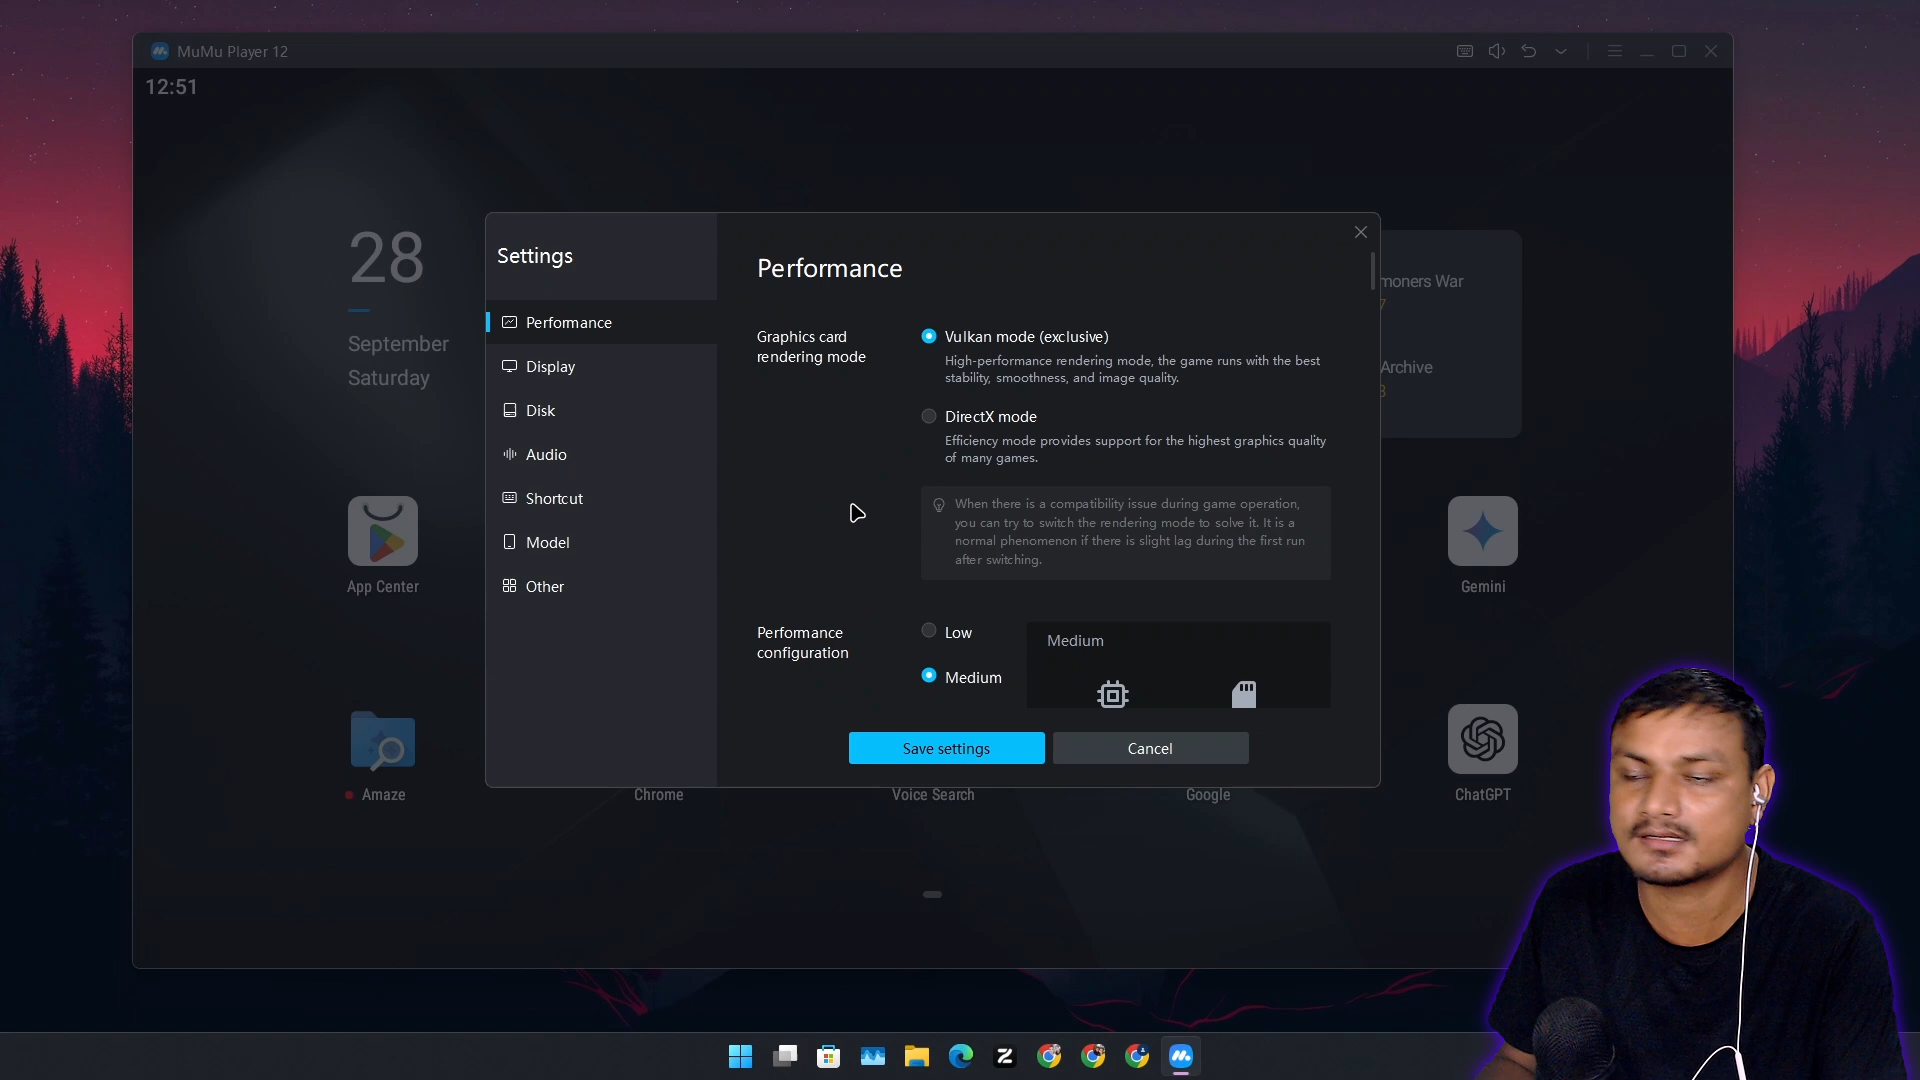 MuMu Player 12
12:51
28
September
Saturday
moners War
7
Archive
3
App Center
Gemini
Amaze
Chrome
Voice Search
Google
ChatGPT
Settings
Performance
Display
Disk
Audio
Shortcut
Model
Other
Performance
Graphics card
rendering mode
Vulkan mode (exclusive)
High-performance rendering mode, the game runs with the best
stability, smoothness, and image quality.
DirectX mode
Efficiency mode provides support for the highest graphics quality
of many games.
When there is a compatibility issue during game operation,
you can try to switch the rendering mode to solve it. It is a
normal phenomenon if there is slight lag during the first run
after switching.
Performance
configuration
Low
Medium
Medium
Save settings
Cancel